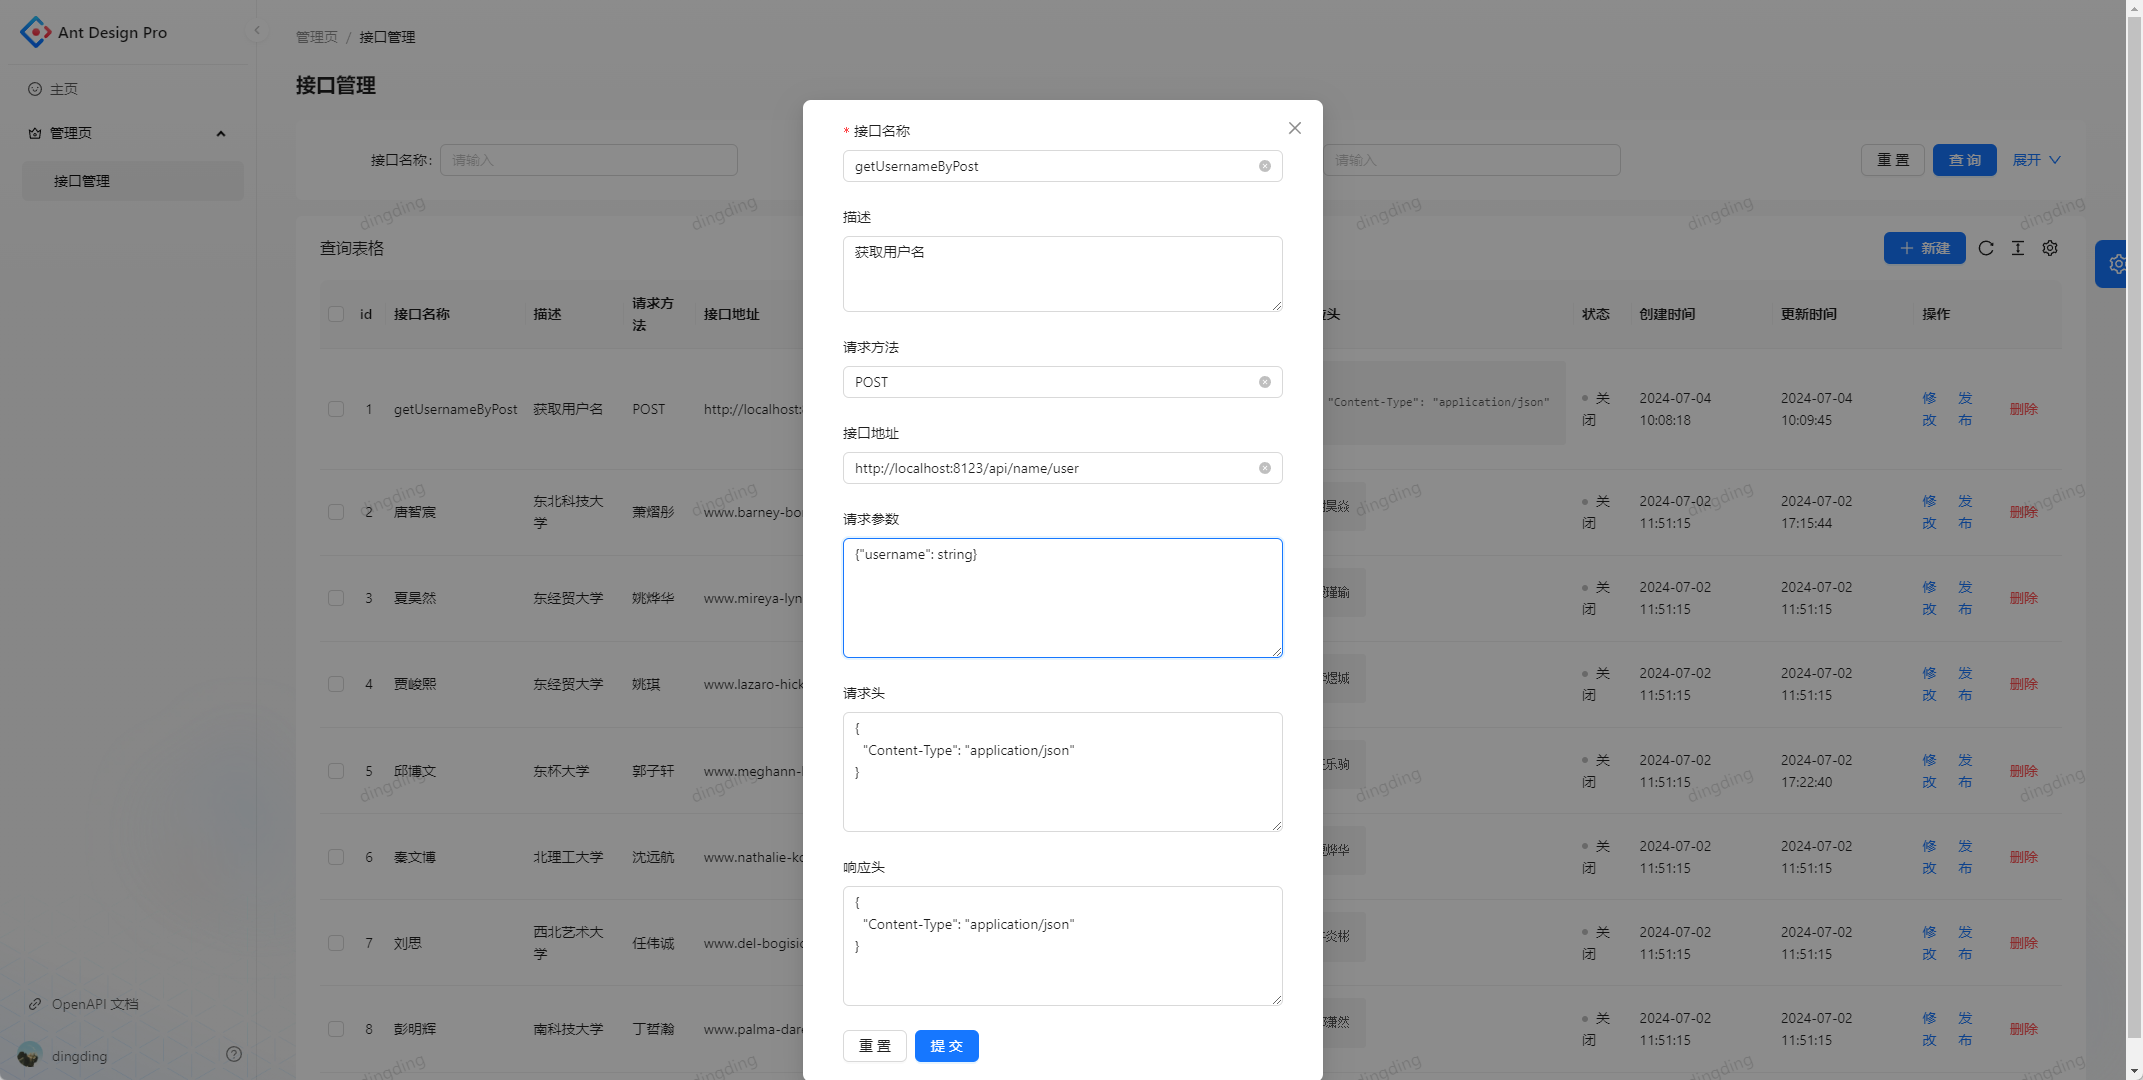 Ant Design Pro
主页
管理页
接口管理
OpenAPI 文档
dingding
管理页 / 接口管理
接口管理
接口名称: 请输入
请输入
重 置
查 询
展开
查询表格
新建
id 接口名称 描述 请求方法 接口地址 状态 创建时间 更新时间 操作
1 getUsernameByPost 获取用户名 POST http://localhost: "Content-Type": "application/json" 关闭 2024-07-04 10:08:18 2024-07-04 10:09:45 修改 发布 删除
2 唐智宸 东北科技大学 萧熠彤 www.barney-bo 关闭 2024-07-02 11:51:15 2024-07-02 17:15:44 修改 发布 删除
3 夏昊然 东经贸大学 姚烨华 www.mireya-lyn 瑾瑜 关闭 2024-07-02 11:51:15 2024-07-02 11:51:15 修改 发布 删除
4 贾峻熙 东经贸大学 姚琪 www.lazaro-hick 煜城 关闭 2024-07-02 11:51:15 2024-07-02 11:51:15 修改 发布 删除
5 邱博文 东杯大学 郭子轩 www.meghann- 乐驹 关闭 2024-07-02 11:51:15 2024-07-02 17:22:40 修改 发布 删除
6 秦文博 北理工大学 沈远航 www.nathalie-ko 烨华 关闭 2024-07-02 11:51:15 2024-07-02 11:51:15 修改 发布 删除
7 刘思 西北艺术大学 任伟诚 www.del-bogisic 炎彬 关闭 2024-07-02 11:51:15 2024-07-02 11:51:15 修改 发布 删除
8 彭明辉 南科技大学 丁哲瀚 www.palma-dare 潇然 关闭 2024-07-02 11:51:15 2024-07-02 11:51:15 修改 发布 删除
* 接口名称
getUsernameByPost
描述
获取用户名
请求方法
POST
接口地址
http://localhost:8123/api/name/user
请求参数
{"username": string}
请求头
{
"Content-Type": "application/json"
}
响应头
{
"Content-Type": "application/json"
}
重 置
提 交